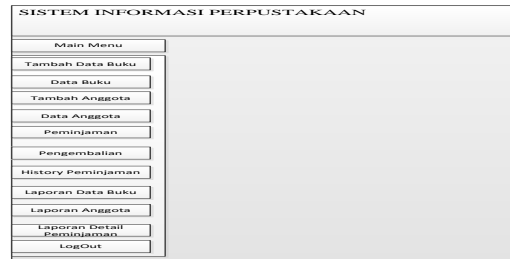 SISTEM INFORMASI PERPUSTAKAAN
Main Menu
Tambah Data Buku
Data Buku
Tambah Anggota
Data Anggota
Peminjaman
Pengembalian
History Peminjaman
Laporan Data Buku
Laporan Anggota
Laporan Detail
Peminjaman
LogOut